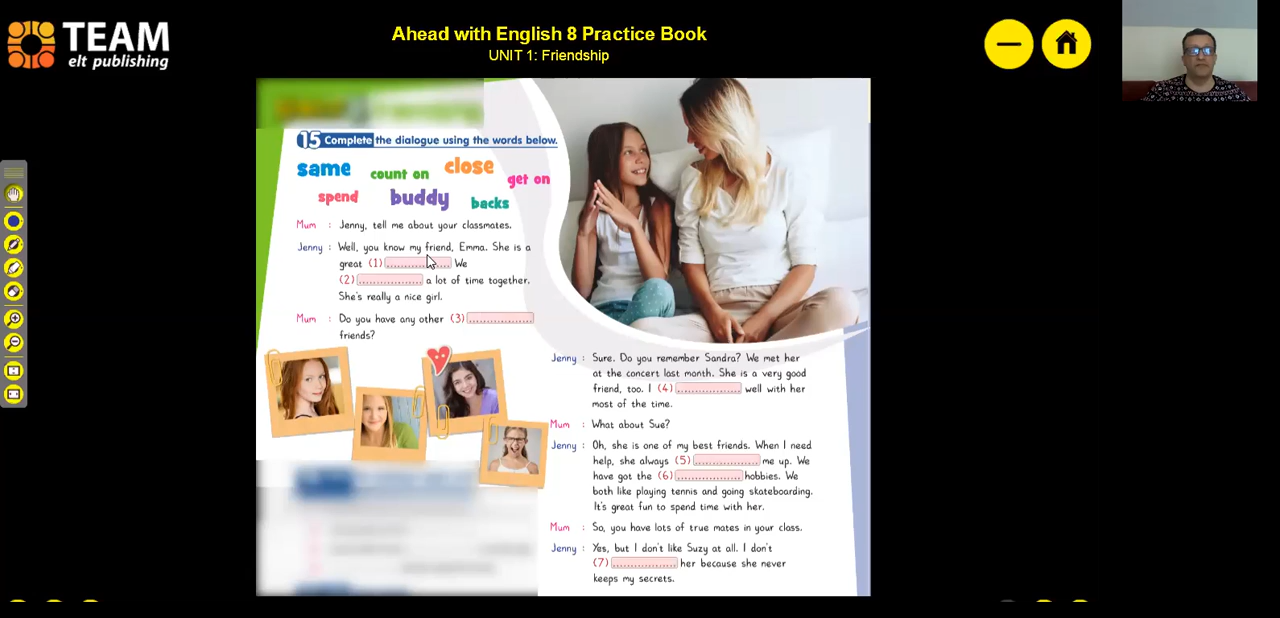 TEAM
elt publishing
Ahead with English 8 Practice Book
UNIT 1: Friendship
15 Complete the dialogue using the words below.
same count on close get on
spend buddy backs
Mum : Jenny, tell me about your classmates.
Jenny : Well, you know my friend, Emma. She is a
great (1) ................. We
(2) ................. a lot of time together.
She's really a nice girl.
Mum : Do you have any other (3) .................
friends?
Jenny : Sure. Do you remember Sandra? We met her
at the concert last month. She is a very good
friend, too. I (4) ................. well with her
most of the time.
Mum : What about Sue?
Jenny : Oh, she is one of my best friends. When I need
help, she always (5) ................. me up. We
have got the (6) ................. hobbies. We
both like playing tennis and going skateboarding.
It's great fun to spend time with her.
Mum : So, you have lots of true mates in your class.
Jenny : Yes, but I don't like Suzy at all. I don't
(7) ................. her because she never
keeps my secrets.